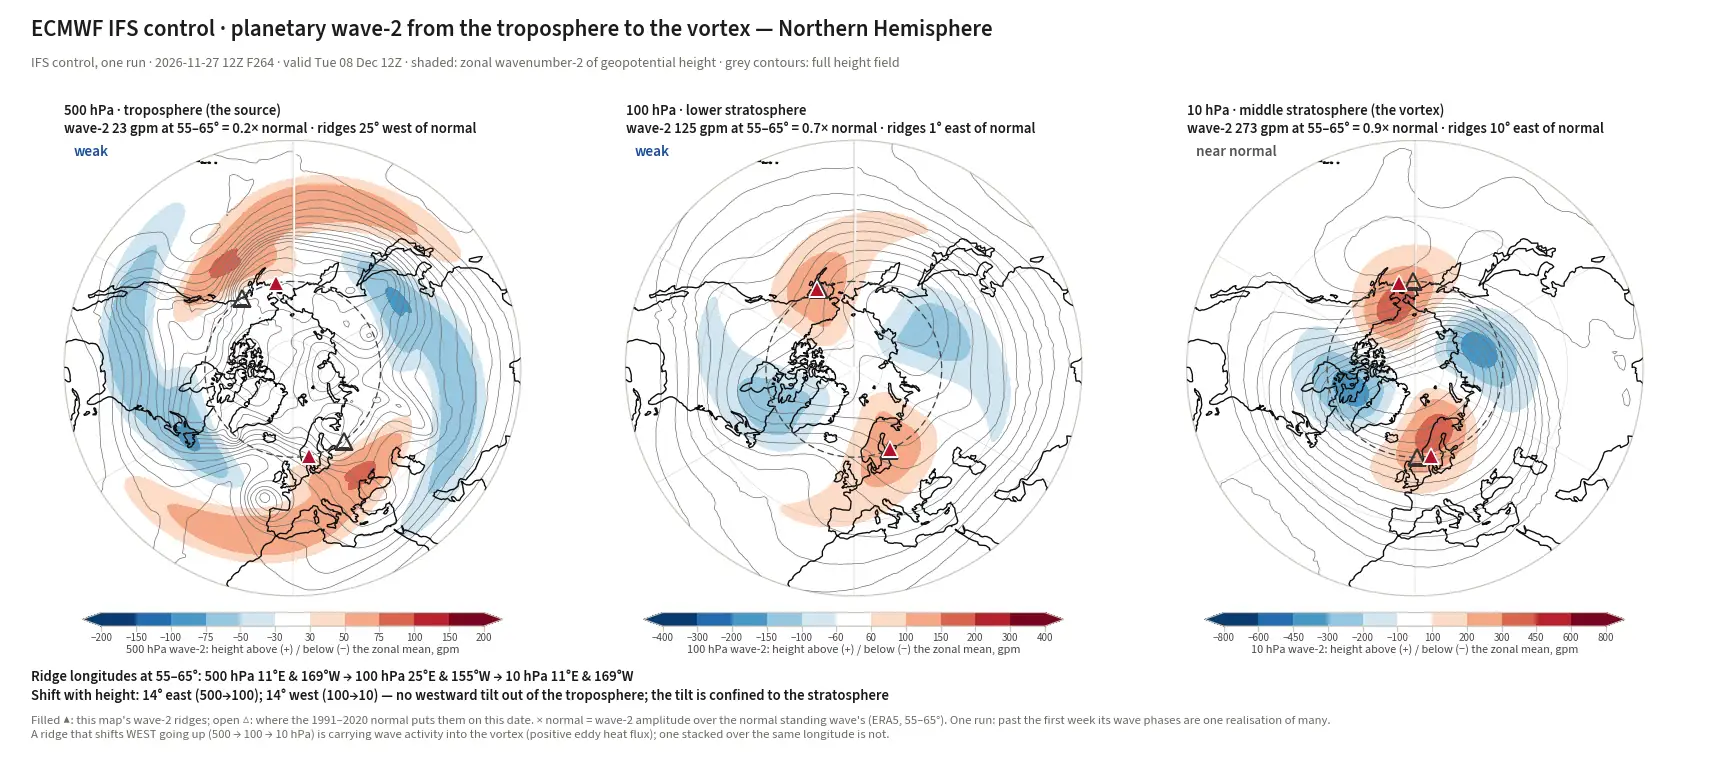 ECMWF IFS control · planetary wave-2 from the troposphere to the vortex — Northern Hemisphere
IFS control, one run · 2026-11-27 12Z F264 · valid Tue 08 Dec 12Z · shaded: zonal wavenumber-2 of geopotential height · grey contours: full height field
500 hPa · troposphere (the source)
wave-2 23 gpm at 55–65° = 0.2× normal · ridges 25° west of normal
weak
100 hPa · lower stratosphere
wave-2 125 gpm at 55–65° = 0.7× normal · ridges 1° east of normal
weak
10 hPa · middle stratosphere (the vortex)
wave-2 273 gpm at 55–65° = 0.9× normal · ridges 10° east of normal
near normal
−200 −150 −100 −75 −50 −30 30 50 75 100 150 200
500 hPa wave-2: height above (+) / below (−) the zonal mean, gpm
−400 −300 −200 −150 −100 −60 60 100 150 200 300 400
100 hPa wave-2: height above (+) / below (−) the zonal mean, gpm
−800 −600 −450 −300 −200 −100 100 200 300 450 600 800
10 hPa wave-2: height above (+) / below (−) the zonal mean, gpm
Ridge longitudes at 55–65°: 500 hPa 11°E & 169°W → 100 hPa 25°E & 155°W → 10 hPa 11°E & 169°W
Shift with height: 14° east (500→100); 14° west (100→10) — no westward tilt out of the troposphere; the tilt is confined to the stratosphere
Filled ▲: this map's wave-2 ridges; open △: where the 1991–2020 normal puts them on this date. × normal = wave-2 amplitude over the normal standing wave's (ERA5, 55–65°). One run: past the first week its wave phases are one realisation of many.
A ridge that shifts WEST going up (500 → 100 → 10 hPa) is carrying wave activity into the vortex (positive eddy heat flux); one stacked over the same longitude is not.